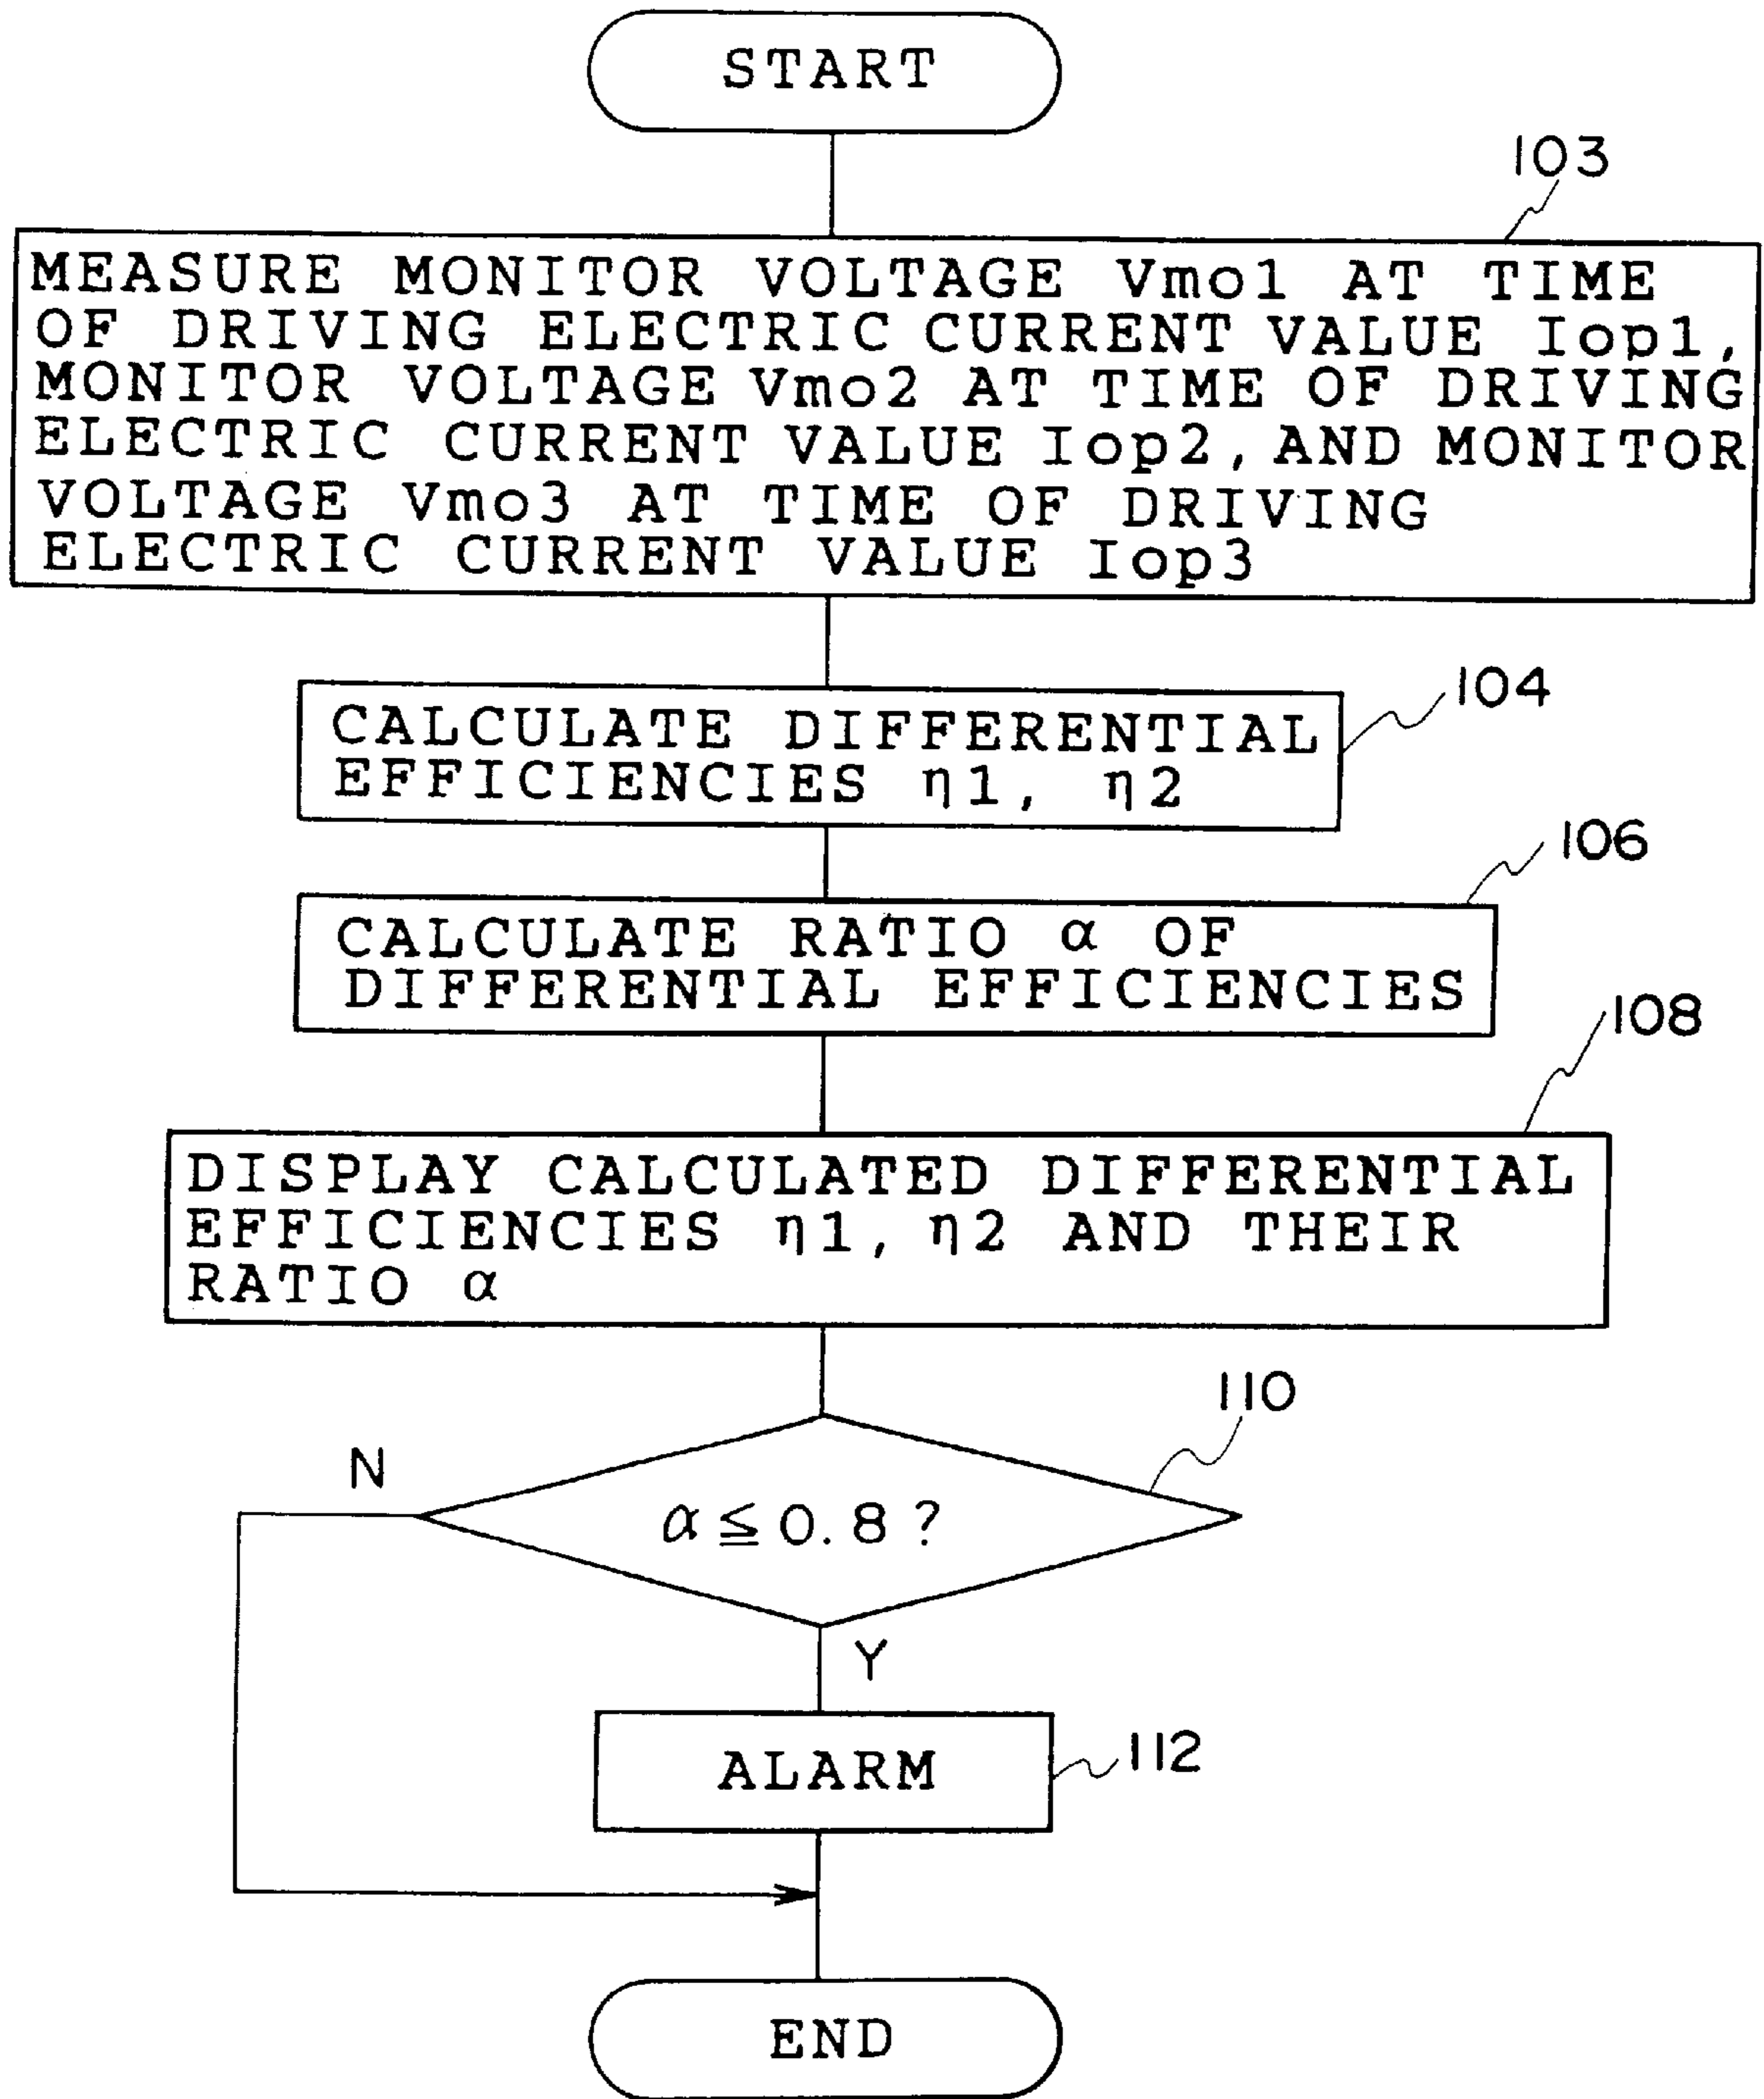 START
103
MEASURE MONITOR VOLTAGE Vmo1 AT TIME
OF DRIVING ELECTRIC CURRENT VALUE Iop1,
MONITOR VOLTAGE Vmo2 AT TIME OF DRIVING
ELECTRIC CURRENT VALUE Iop2, AND MONITOR
VOLTAGE Vmo3 AT TIME OF DRIVING
ELECTRIC CURRENT VALUE Iop3
104
CALCULATE DIFFERENTIAL
EFFICIENCIES η1, η2
106
CALCULATE RATIO α OF
DIFFERENTIAL EFFICIENCIES
108
DISPLAY CALCULATED DIFFERENTIAL
EFFICIENCIES η1, η2 AND THEIR
RATIO α
110
N
α ≦ 0.8 ?
Y
ALARM
112
END